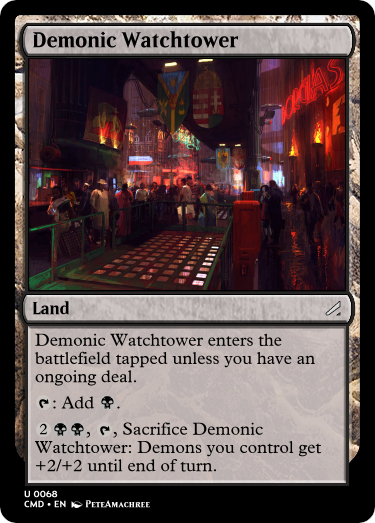 Demonic Watchtower
Land
Demonic Watchtower enters the
battlefield tapped unless you have an
ongoing deal.
: Add .
2 , , Sacrifice Demonic
Watchtower: Demons you control get
+2/+2 until end of turn.
U 0068
CMD • EN PeteAmachree